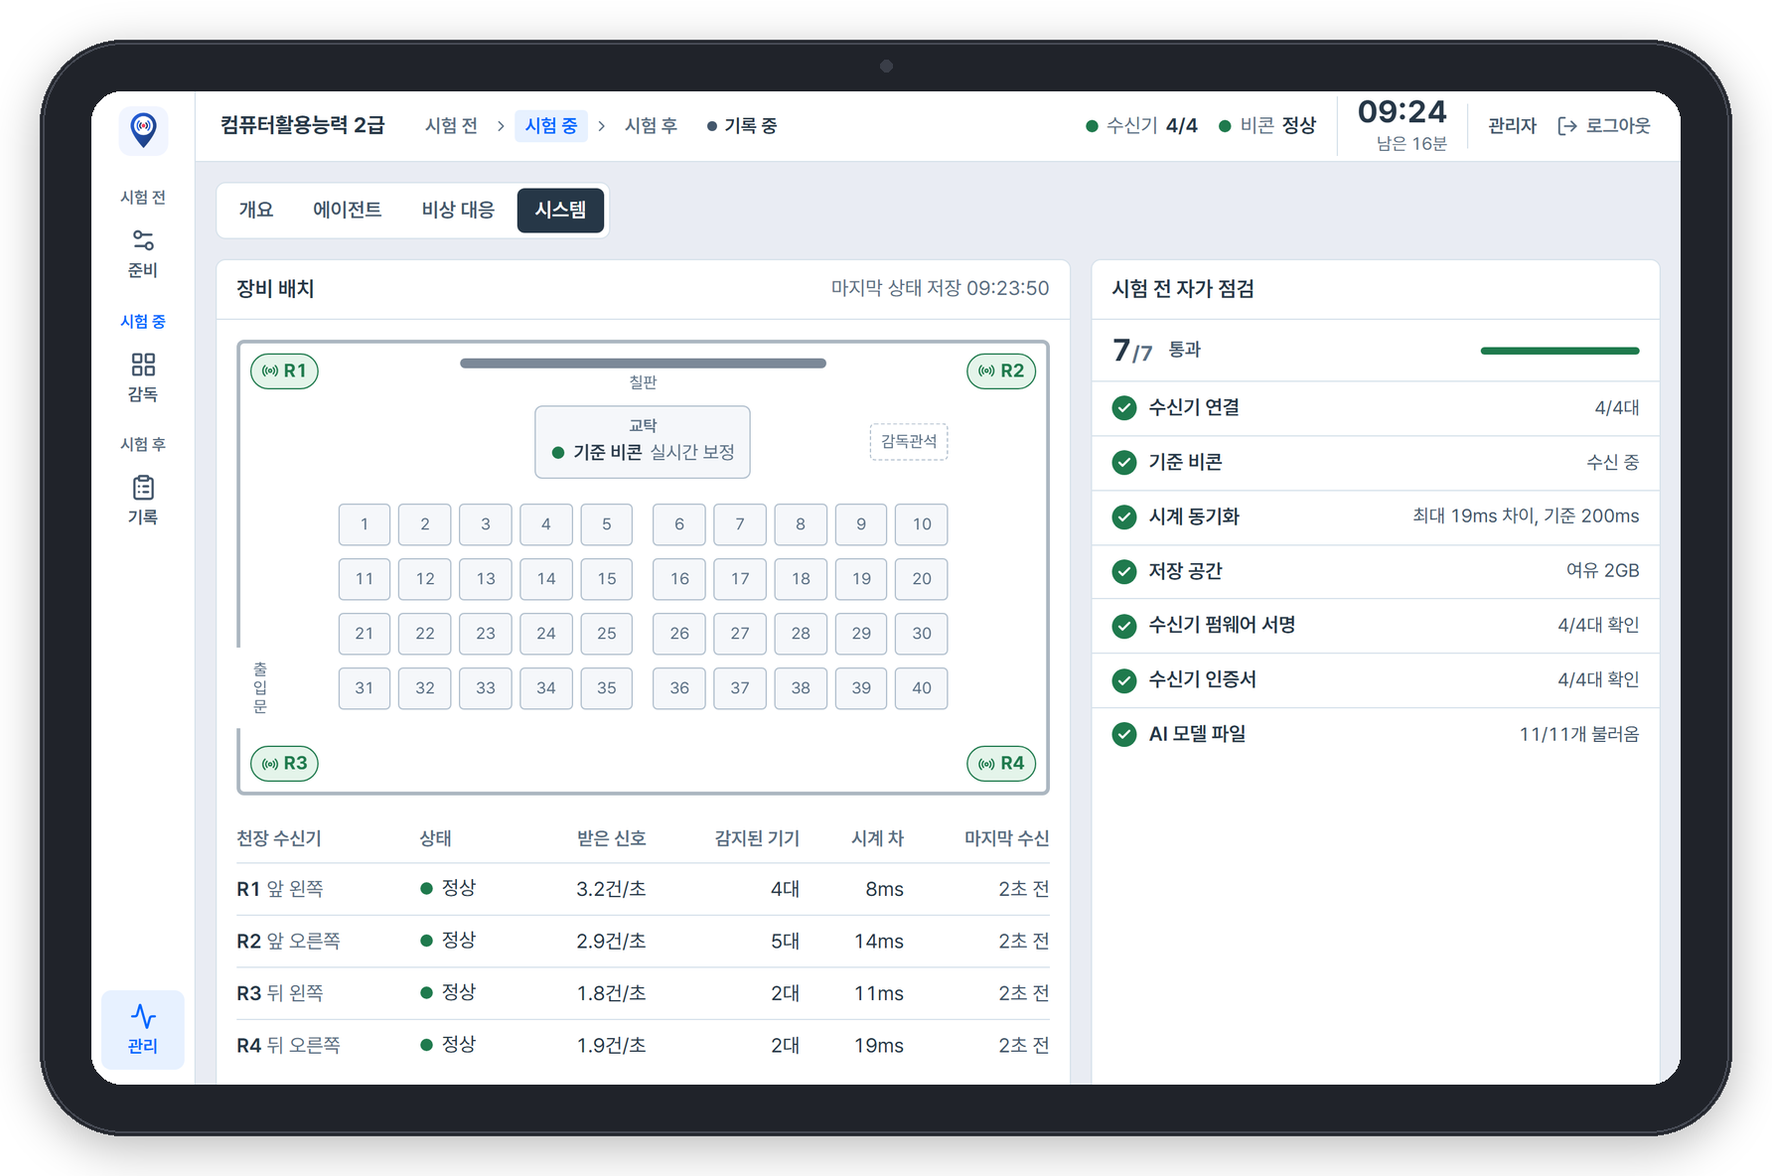 컴퓨터활용능력 2급
시험 전 > 시험 중 > 시험 후
기록 중
수신기 4/4
비콘 정상
09:24
남은 16분
관리자
로그아웃
시험 전
준비
시험 중
감독
시험 후
기록
관리
개요 에이전트 비상 대응 시스템
장비 배치
마지막 상태 저장 09:23:50
R1
칠판
R2
교탁
기준 비콘 실시간 보정
감독관석
1 2 3 4 5 6 7 8 9 10
11 12 13 14 15 16 17 18 19 20
21 22 23 24 25 26 27 28 29 30
31 32 33 34 35 36 37 38 39 40
출입문
R3
R4
천장 수신기 상태 받은 신호 감지된 기기 시계 차 마지막 수신
R1 앞 왼쪽 정상 3.2건/초 4대 8ms 2초 전
R2 앞 오른쪽 정상 2.9건/초 5대 14ms 2초 전
R3 뒤 왼쪽 정상 1.8건/초 2대 11ms 2초 전
R4 뒤 오른쪽 정상 1.9건/초 2대 19ms 2초 전
시험 전 자가 점검
7/7 통과
수신기 연결 4/4대
기준 비콘 수신 중
시계 동기화 최대 19ms 차이, 기준 200ms
저장 공간 여유 2GB
수신기 펌웨어 서명 4/4대 확인
수신기 인증서 4/4대 확인
AI 모델 파일 11/11개 불러옴